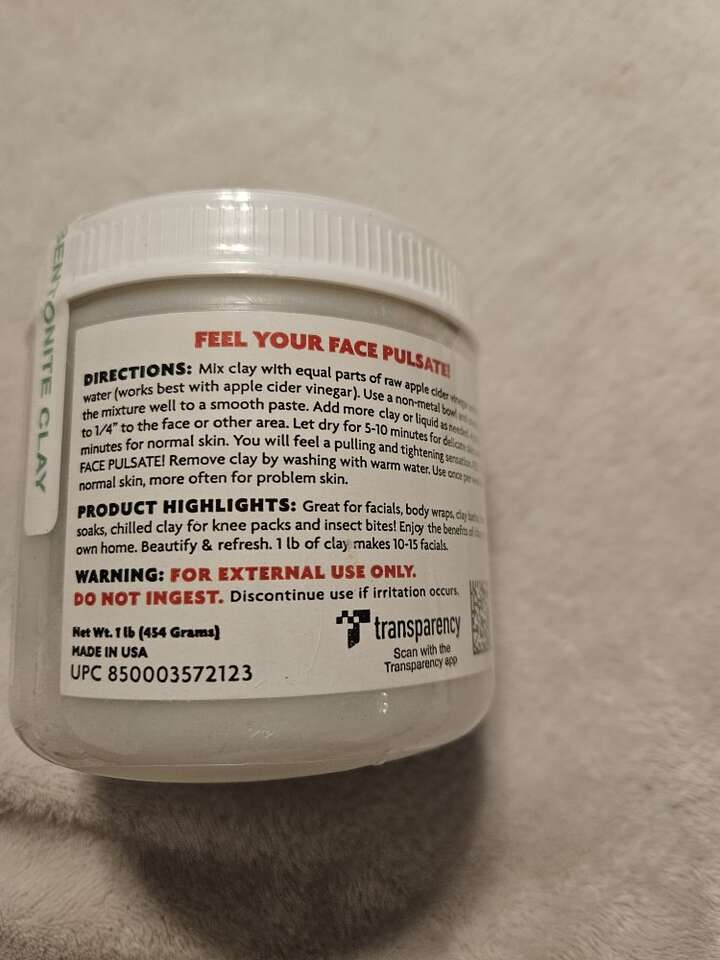 BENTONITE CLAY
FEEL YOUR FACE PULSATE!
DIRECTIONS: Mix clay with equal parts of raw apple cider vinegar
water (works best with apple cider vinegar). Use a non-metal bowl
the mixture well to a smooth paste. Add more clay or liquid as needed.
to 1/4" to the face or other area. Let dry for 5-10 minutes for delicate
minutes for normal skin. You will feel a pulling and tightening sensation.
FACE PULSATE! Remove clay by washing with warm water. Use once per
normal skin, more often for problem skin.
PRODUCT HIGHLIGHTS: Great for facials, body wraps, clay
soaks, chilled clay for knee packs and insect bites! Enjoy the benefits of
own home. Beautify & refresh. 1 lb of clay makes 10-15 facials.
WARNING: FOR EXTERNAL USE ONLY.
DO NOT INGEST. Discontinue use if irritation occurs.
Net Wt. 1 lb (454 Grams)
MADE IN USA
UPC 850003572123
transparency
Scan with the
Transparency app